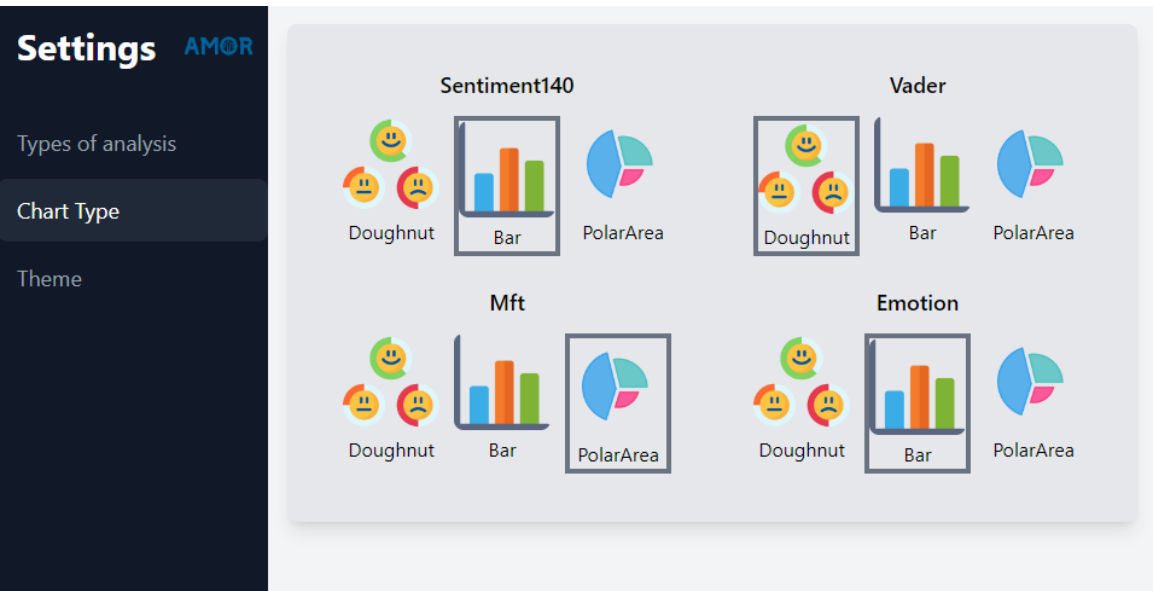 Settings AMOR
Types of analysis
Chart Type
Theme
Sentiment140
Doughnut Bar PolarArea
Vader
Doughnut Bar PolarArea
Mft
Doughnut Bar PolarArea
Emotion
Doughnut Bar PolarArea